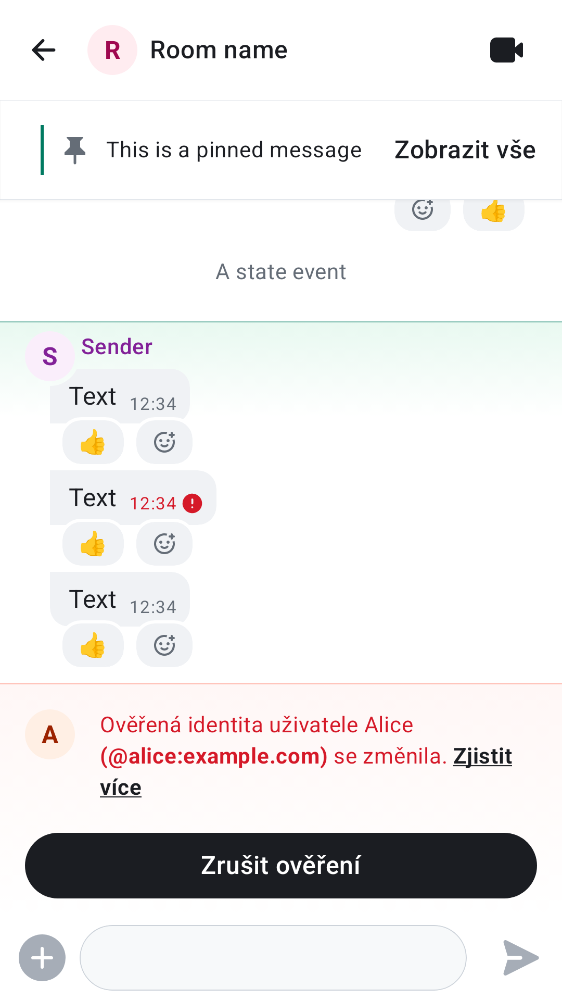 R Room name
This is a pinned message Zobrazit vše
A state event
S Sender
Text 12:34
Text 12:34
Text 12:34
A Ověřená identita uživatele Alice
(@alice:example.com) se změnila. Zjistit
více
Zrušit ověření